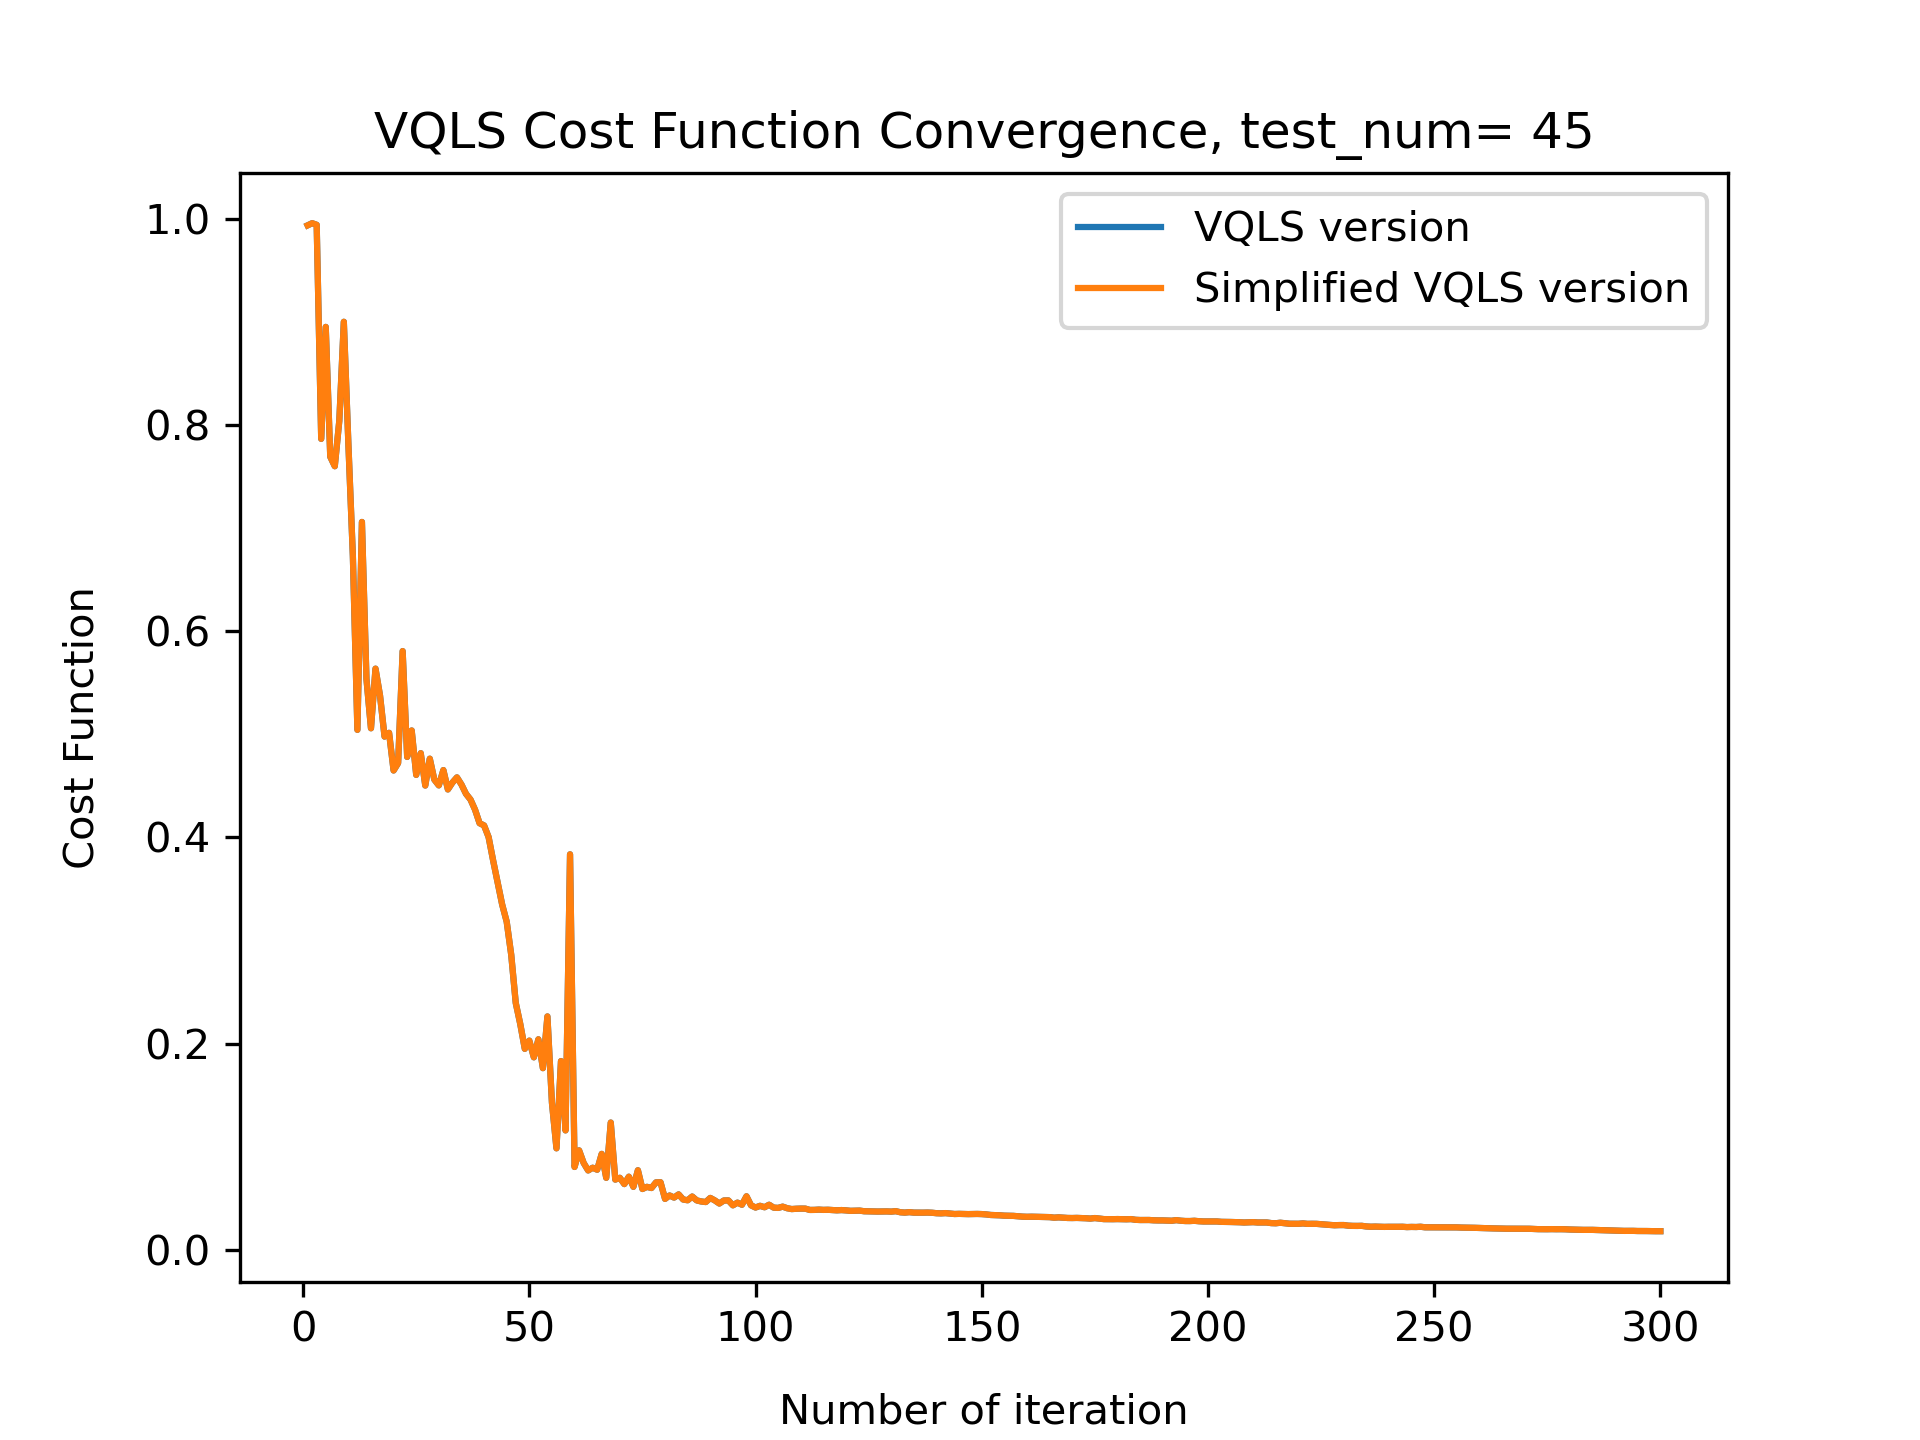 VQLS Cost Function Convergence, test_num= 45
VQLS version
Simplified VQLS version
1.0
0.8
0.6
0.4
0.2
0.0
Cost Function
0 50 100 150 200 250 300
Number of iteration